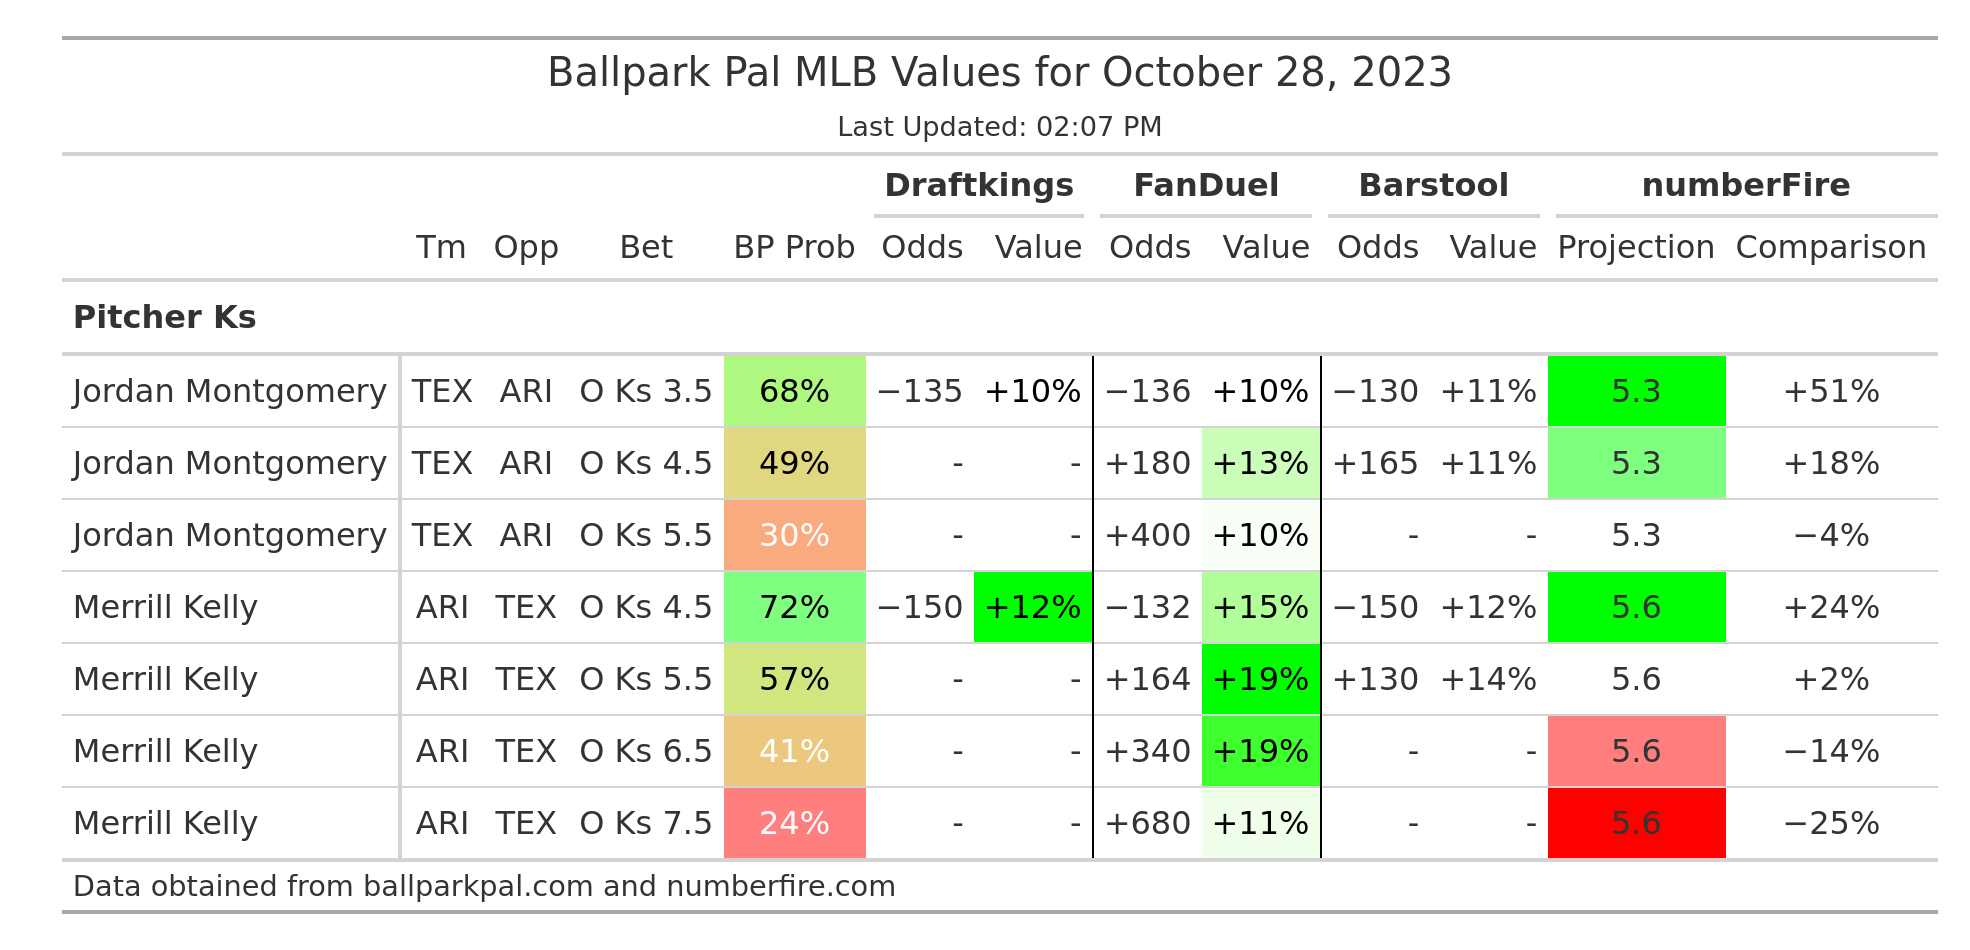 Ballpark Pal MLB Values for October 28, 2023
Last Updated: 02:07 PM
Draftkings FanDuel Barstool numberFire
Tm Opp Bet BP Prob Odds Value Odds Value Odds Value Projection Comparison
Pitcher Ks
Jordan Montgomery TEX ARI O Ks 3.5 68% −135 +10% −136 +10% −130 +11% 5.3 +51%
Jordan Montgomery TEX ARI O Ks 4.5 49% - - +180 +13% +165 +11% 5.3 +18%
Jordan Montgomery TEX ARI O Ks 5.5 30% - - +400 +10% - - 5.3 −4%
Merrill Kelly ARI TEX O Ks 4.5 72% −150 +12% −132 +15% −150 +12% 5.6 +24%
Merrill Kelly ARI TEX O Ks 5.5 57% - - +164 +19% +130 +14% 5.6 +2%
Merrill Kelly ARI TEX O Ks 6.5 41% - - +340 +19% - - 5.6 −14%
Merrill Kelly ARI TEX O Ks 7.5 24% - - +680 +11% - - 5.6 −25%
Data obtained from ballparkpal.com and numberfire.com